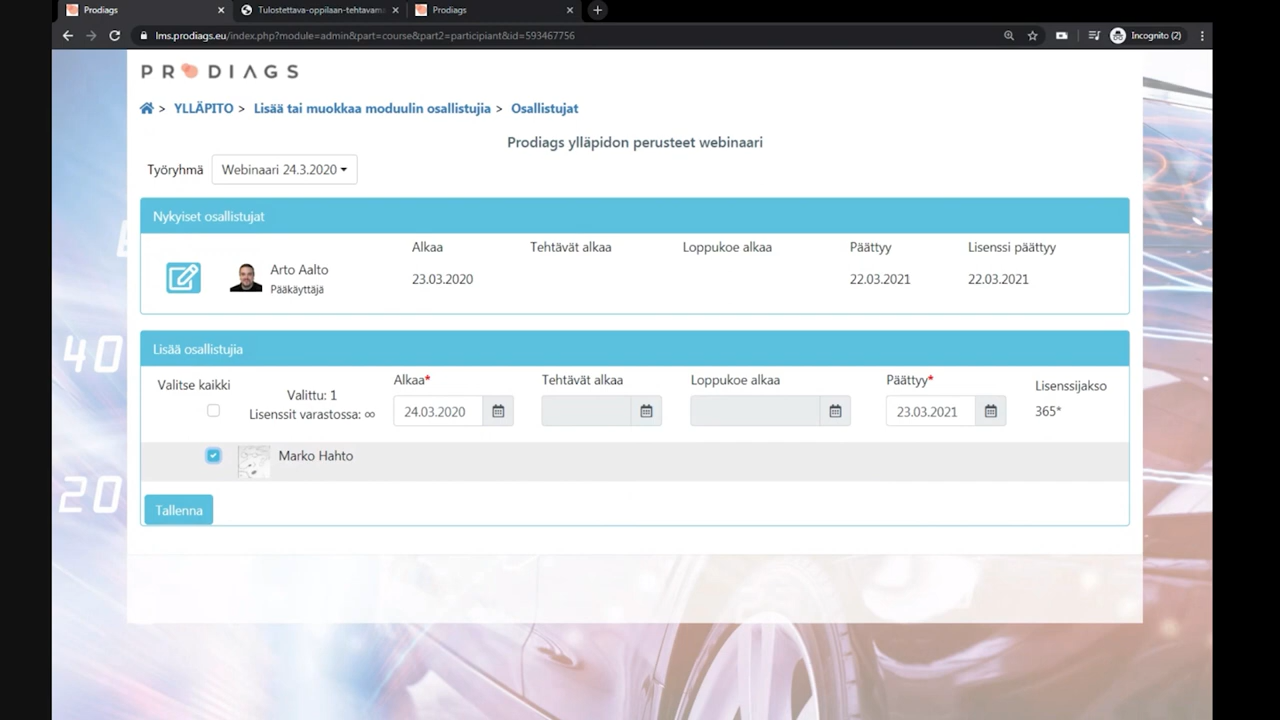 Prodiags
Tulostettava-oppilaan-tehtavam
Prodiags
lms.prodiags.eu/index.php?module=admin&part=course&part2=participiant&id=593467756
Incognito (2)
PRODIAGS
> YLLÄPITO > Lisää tai muokkaa moduulin osallistujia > Osallistujat
Prodiags ylläpidon perusteet webinaari
Työryhmä Webinaari 24.3.2020
Nykyiset osallistujat
Alkaa Tehtävät alkaa Loppukoe alkaa Päättyy Lisenssi päättyy
Arto Aalto
Pääkäyttäjä
23.03.2020 22.03.2021 22.03.2021
Lisää osallistujia
Valitse kaikki
Valittu: 1
Lisenssit varastossa: ∞
Alkaa* Tehtävät alkaa Loppukoe alkaa Päättyy* Lisenssijakso
24.03.2020 23.03.2021 365*
Marko Hahto
Tallenna
40
20